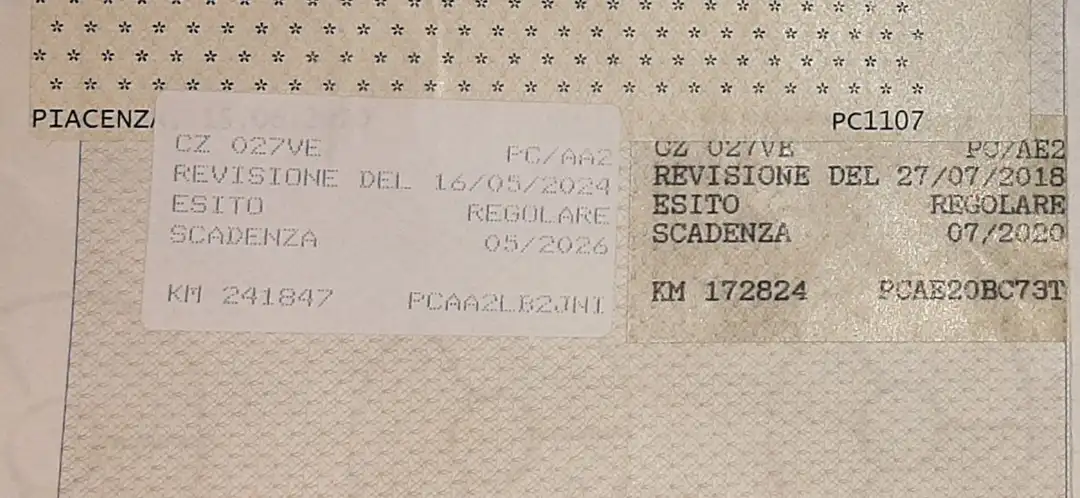 * * * * * * * * * * * * * * * * * * * * * * * * *
* * * * * * * * * * * * * * * * * * * * * * * * *
* * * * * * * * * * * * * * * * * * * * * * * * *
* * * * * * * * * * * * * * * * * * * * * * * * *
PIACENZA PC1107
CZ 027VE PC/AA2
REVISIONE DEL 16/05/2024
ESITO REGOLARE
SCADENZA 05/2026
KM 241847 PCAA2LB2JNI
CZ 027VE PC/AE2
REVISIONE DEL 27/07/2018
ESITO REGOLARE
SCADENZA 07/2020
KM 172824 PCAE20BC73T